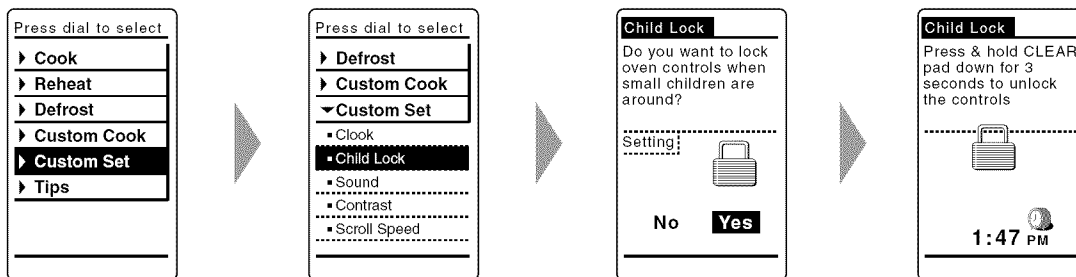 Press dial to select
Cook
Reheat
Defrost
Custom Cook
Custom Set
Tips
Press dial to select
Defrost
Custom Cook
Custom Set
Clook
Child Lock
Sound
Contrast
Scroll Speed
Child Lock
Do you want to lock
oven controls when
small children are
around?
Setting
No Yes
Child Lock
Press & hold CLEAR
pad down for 3
seconds to unlock
the controls
1:47 PM